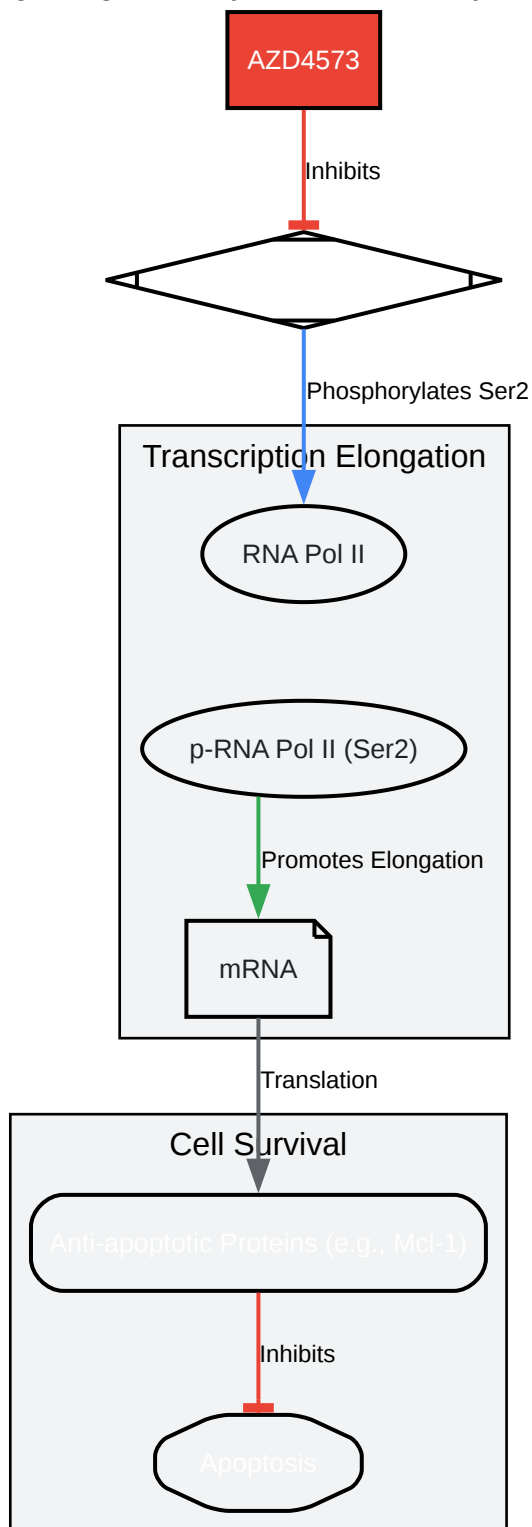 AZD4573
Inhibits
Phosphorylates Ser2
Transcription Elongation
RNA Pol II
p-RNA Pol II (Ser2)
Promotes Elongation
mRNA
Translation
Cell Survival
Anti-apoptotic Proteins (e.g., Mcl-1)
Inhibits
Apoptosis